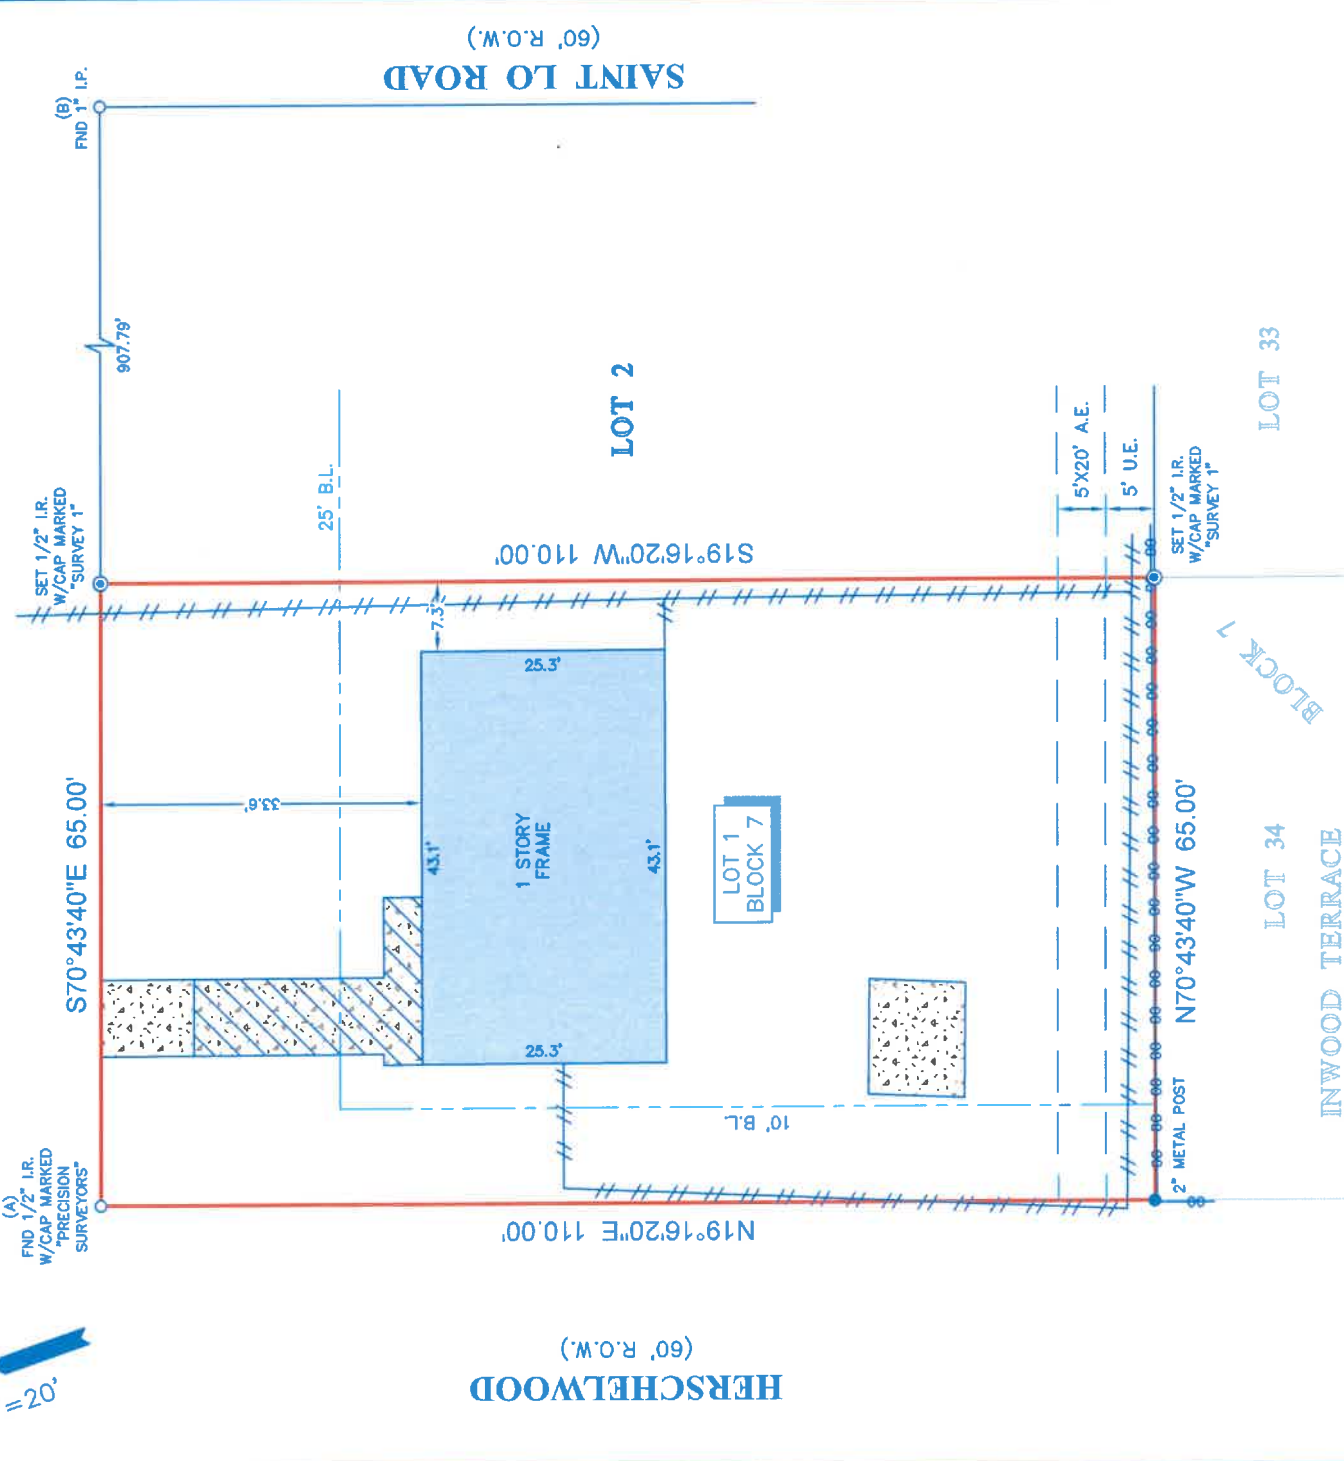 (60' R.O.W.)
SAINT LO ROAD
(B)
FND 1" I.P.
907.79'
SET 1/2" I.R.
W/CAP MARKED
"SURVEY 1"
25' B.L.
LOT 2
S19°16'20"W 110.00'
7.3'
S70°43'40"E 65.00'
33.6'
25.3'
43.1'
1 STORY
FRAME
43.1'
25.3'
LOT 1
BLOCK 7
5'X20' A.E.
5' U.E.
SET 1/2" I.R.
W/CAP MARKED
"SURVEY 1"
LOT 33
BLOCK 7
LOT 34
INWOOD TERRACE
N70°43'40"W 65.00'
2" METAL POST
10' B.L.
(A)
FND 1/2" I.R.
W/CAP MARKED
"PRECISION
SURVEYORS"
N19°16'20"E 110.00'
=20'
(60' R.O.W.)
HERSCHELWOOD